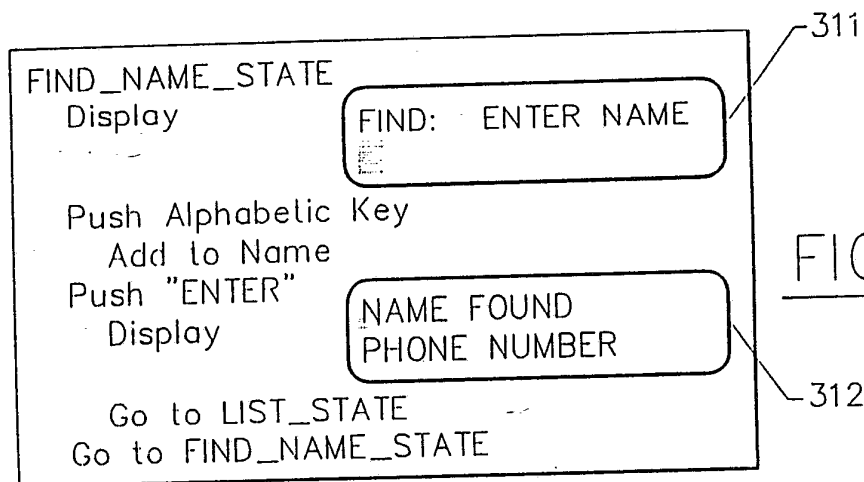 311
FIND_NAME_STATE
Display
FIND: ENTER NAME
Push Alphabetic Key
Add to Name
Push "ENTER"
Display
NAME FOUND
PHONE NUMBER
FIG
312
Go to LIST_STATE
Go to FIND_NAME_STATE